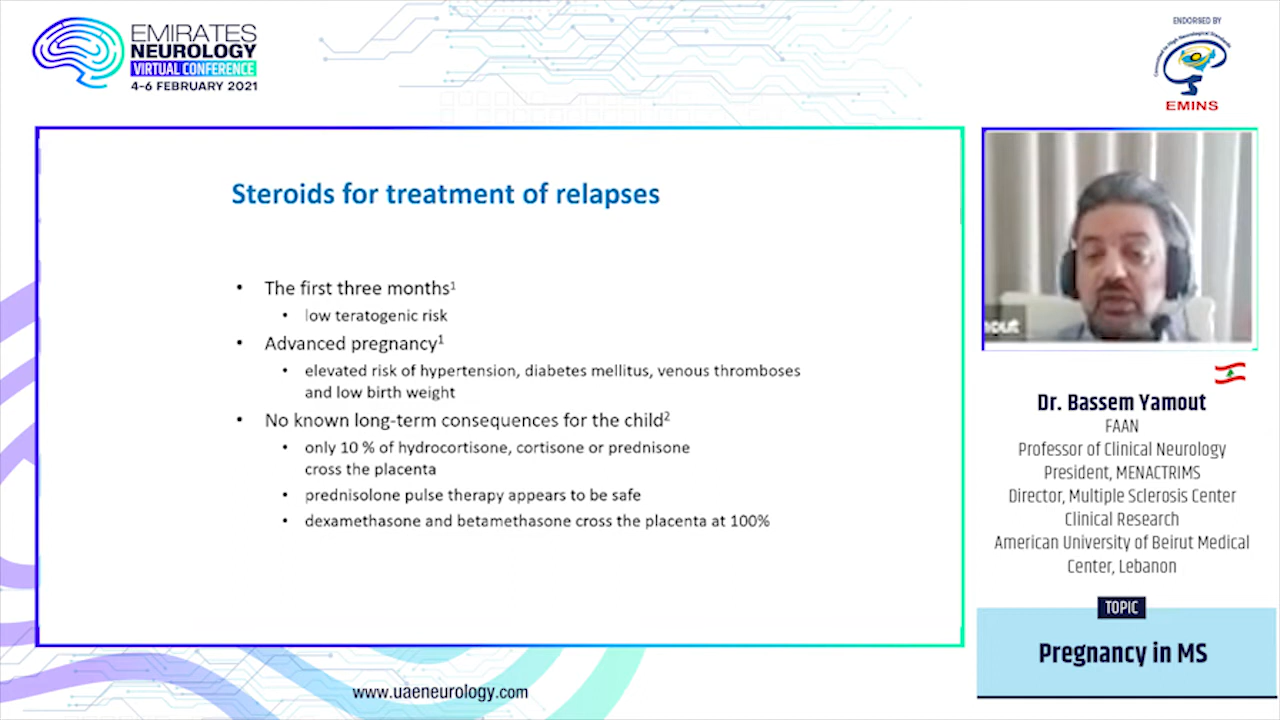 EMIRATES
NEUROLOGY
VIRTUAL CONFERENCE
4-6 FEBRUARY 2021
ENDORSED BY
EMINS
Steroids for treatment of relapses
• The first three months1
• low teratogenic risk
• Advanced pregnancy1
• elevated risk of hypertension, diabetes mellitus, venous thromboses
and low birth weight
• No known long-term consequences for the child2
• only 10 % of hydrocortisone, cortisone or prednisone
cross the placenta
• prednisolone pulse therapy appears to be safe
• dexamethasone and betamethasone cross the placenta at 100%
Dr. Bassem Yamout
FAAN
Professor of Clinical Neurology
President, MENACTRIMS
Director, Multiple Sclerosis Center
Clinical Research
American University of Beirut Medical
Center, Lebanon
TOPIC
Pregnancy in MS
www.uaeneurology.com